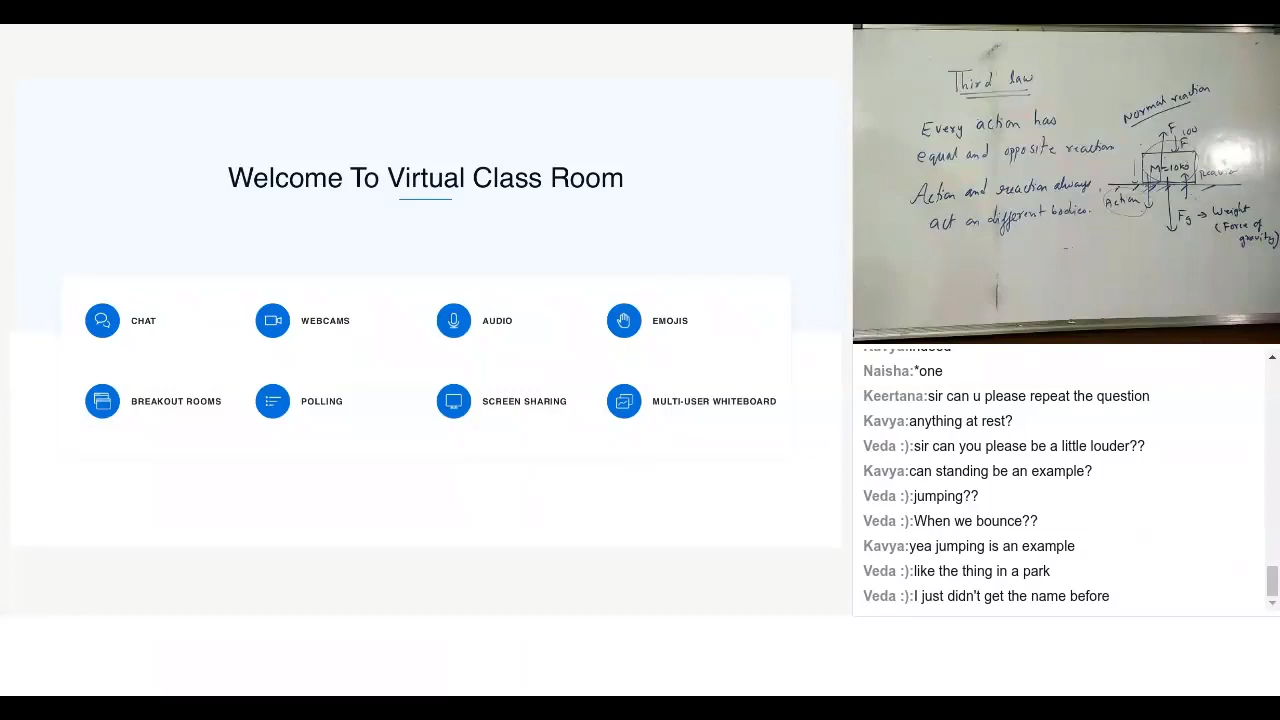 Welcome To Virtual Class Room
CHAT
WEBCAMS
AUDIO
EMOJIS
BREAKOUT ROOMS
POLLING
SCREEN SHARING
MULTI-USER WHITEBOARD
Third law
Every action has
equal and opposite reaction
Action and reaction always
act on different bodies.
Normal reaction
F
100
F
Action
Fg → Weight
(Force of
gravity)
Naisha:*one
Keertana:sir can u please repeat the question
Kavya:anything at rest?
Veda :):sir can you please be a little louder??
Kavya:can standing be an example?
Veda :):jumping??
Veda :):When we bounce??
Kavya:yea jumping is an example
Veda :):like the thing in a park
Veda :):I just didn't get the name before